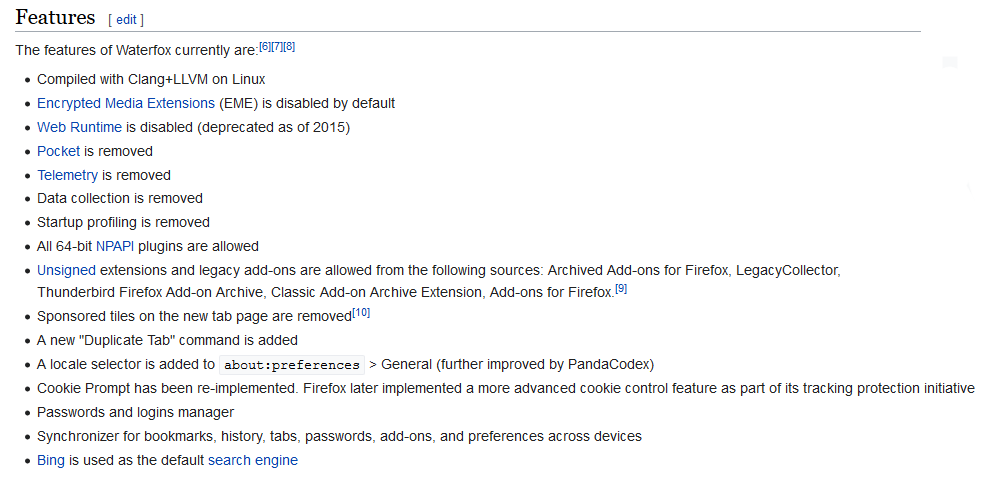 Features [ edit ]
The features of Waterfox currently are:[6][7][8]
• Compiled with Clang+LLVM on Linux
• Encrypted Media Extensions (EME) is disabled by default
• Web Runtime is disabled (deprecated as of 2015)
• Pocket is removed
• Telemetry is removed
• Data collection is removed
• Startup profiling is removed
• All 64-bit NPAPI plugins are allowed
• Unsigned extensions and legacy add-ons are allowed from the following sources: Archived Add-ons for Firefox, LegacyCollector,
Thunderbird Firefox Add-on Archive, Classic Add-on Archive Extension, Add-ons for Firefox.[9]
• Sponsored tiles on the new tab page are removed[10]
• A new "Duplicate Tab" command is added
• A locale selector is added to about:preferences > General (further improved by PandaCodex)
• Cookie Prompt has been re-implemented. Firefox later implemented a more advanced cookie control feature as part of its tracking protection initiative
• Passwords and logins manager
• Synchronizer for bookmarks, history, tabs, passwords, add-ons, and preferences across devices
• Bing is used as the default search engine